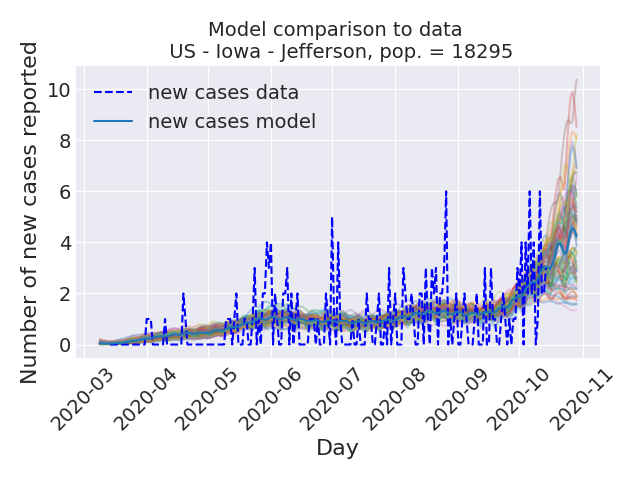 Model comparison to data
US - Iowa - Jefferson, pop. = 18295
new cases data
new cases model
Number of new cases reported
10
8
6
4
2
0
2020-03
2020-04
2020-05
2020-06
2020-07
2020-08
2020-09
2020-10
2020-11
Day